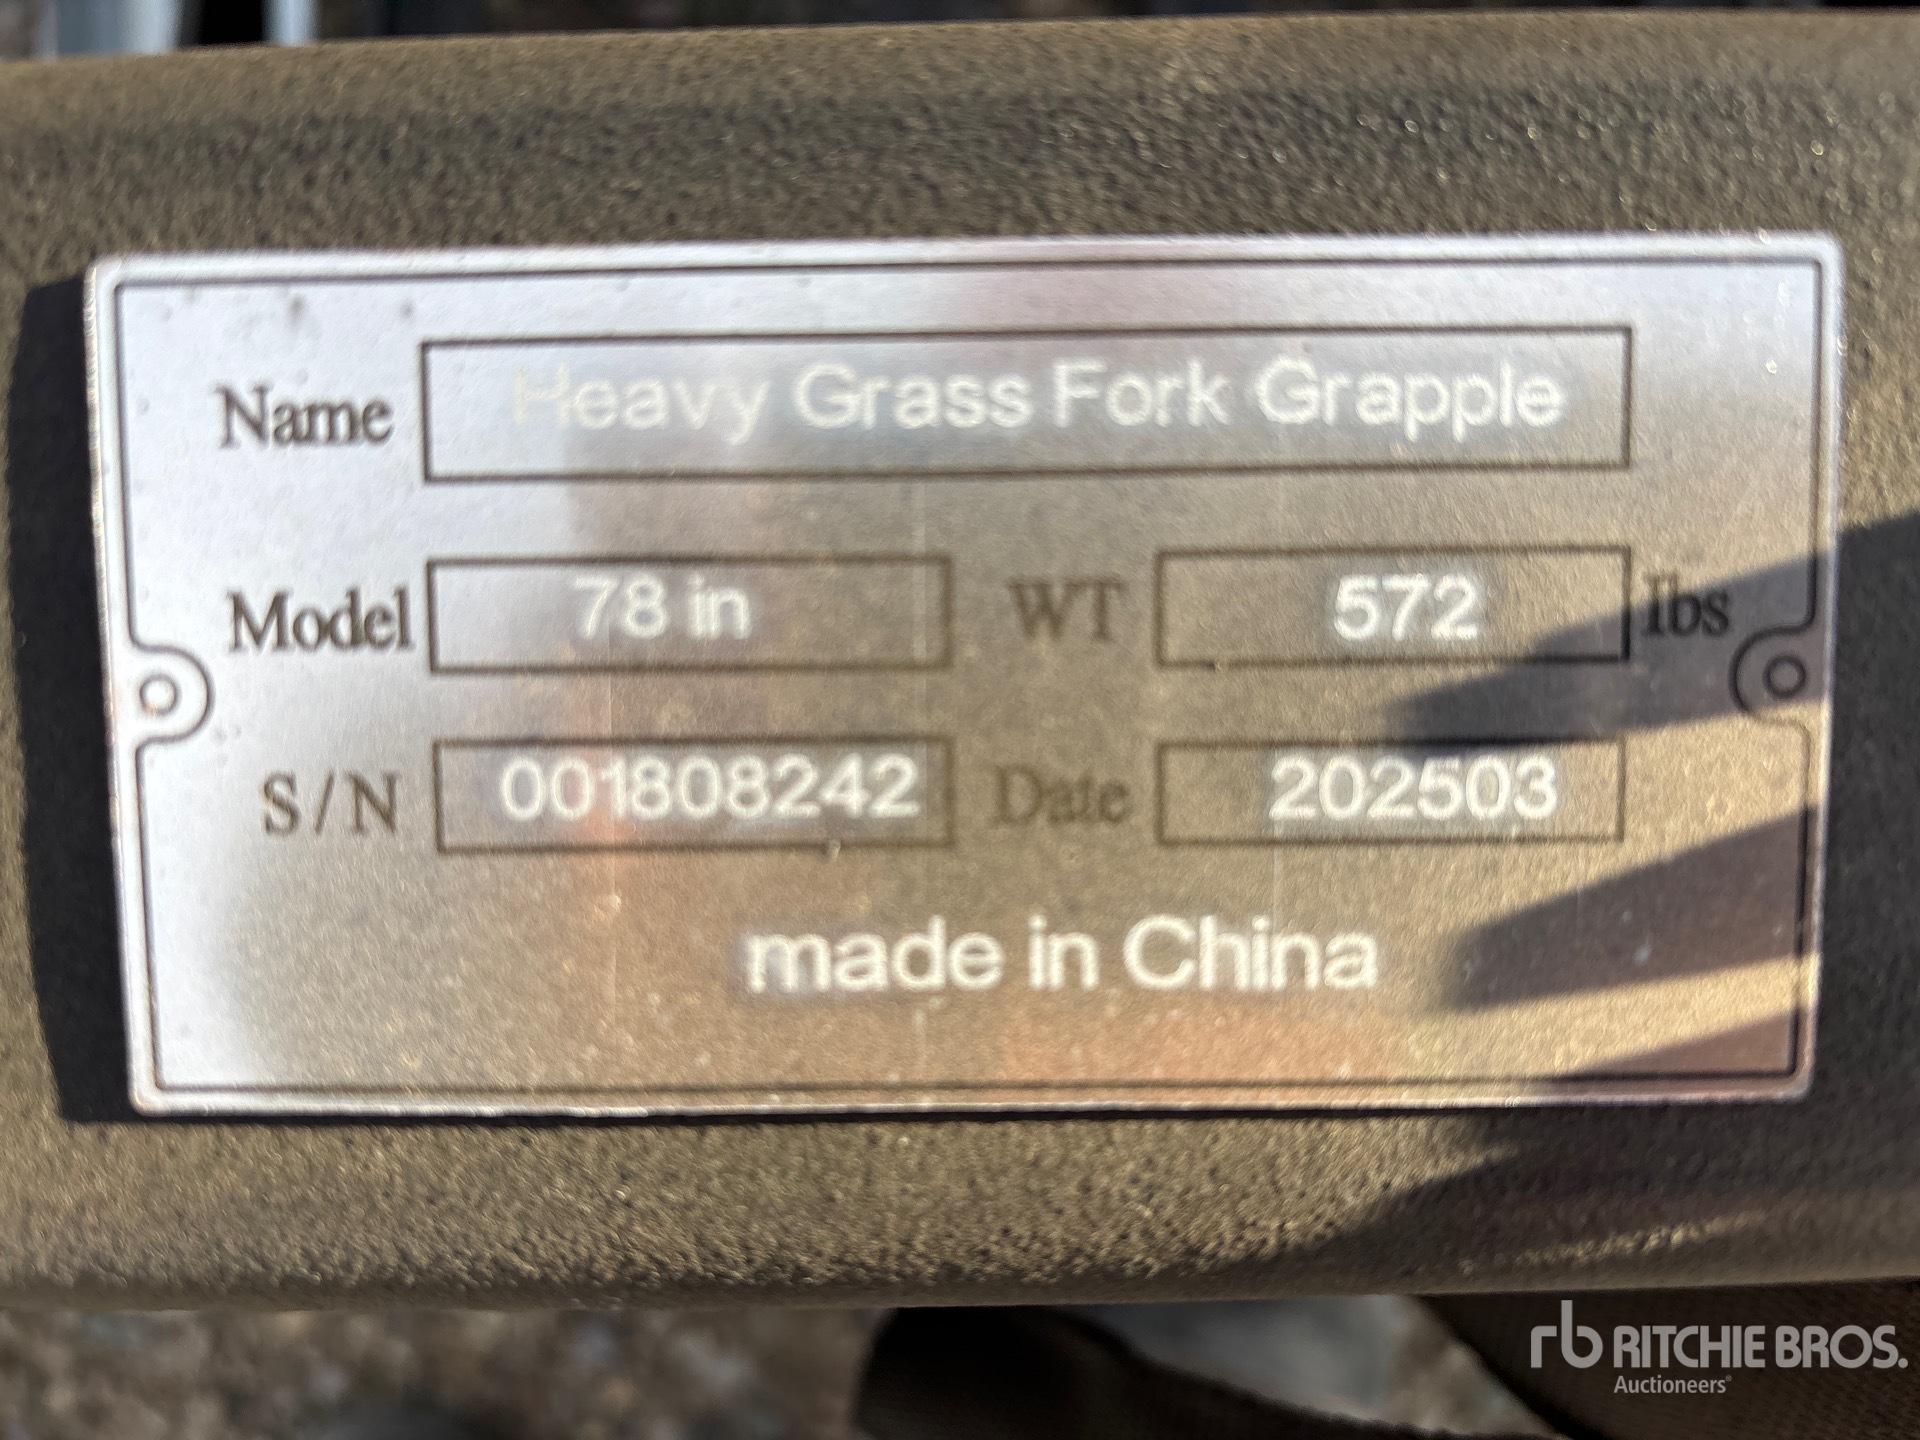 Name Heavy Grass Fork Grapple
Model 78 in WT 572 lbs
S/N 001808242 Date 202503
made in China
rb RITCHIE BROS.
Auctioneers